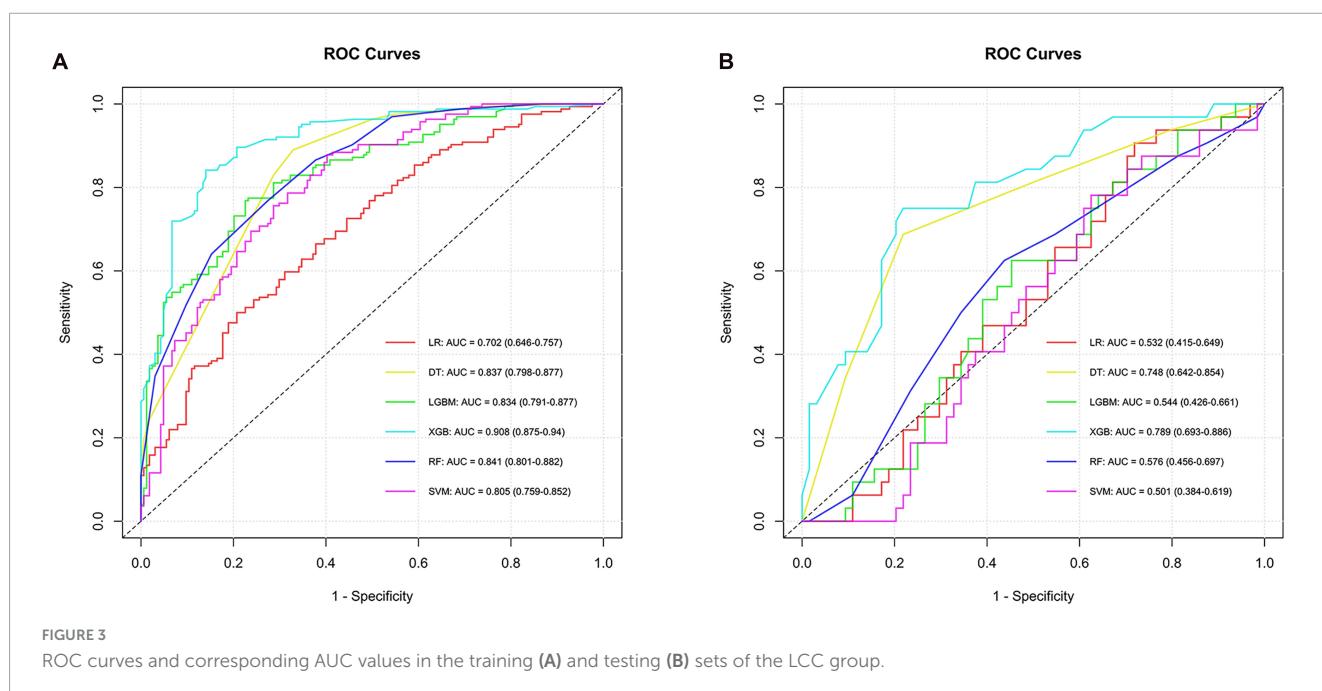 A
ROC Curves
Sensitivity
1.0
0.8
0.6
0.4
0.2
0.0
LR: AUC = 0.702 (0.646-0.757)
DT: AUC = 0.837 (0.798-0.877)
LGBM: AUC = 0.834 (0.791-0.877)
XGB: AUC = 0.908 (0.875-0.94)
RF: AUC = 0.841 (0.801-0.882)
SVM: AUC = 0.805 (0.759-0.852)
0.0 0.2 0.4 0.6 0.8 1.0
1 - Specificity
B
ROC Curves
Sensitivity
1.0
0.8
0.6
0.4
0.2
0.0
LR: AUC = 0.532 (0.415-0.649)
DT: AUC = 0.748 (0.642-0.854)
LGBM: AUC = 0.544 (0.426-0.661)
XGB: AUC = 0.789 (0.693-0.886)
RF: AUC = 0.576 (0.456-0.697)
SVM: AUC = 0.501 (0.384-0.619)
0.0 0.2 0.4 0.6 0.8 1.0
1 - Specificity
FIGURE 3
ROC curves and corresponding AUC values in the training (A) and testing (B) sets of the LCC group.